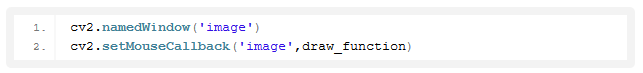 1. cv2.namedWindow('image')
2. cv2.setMouseCallback('image',draw_function)